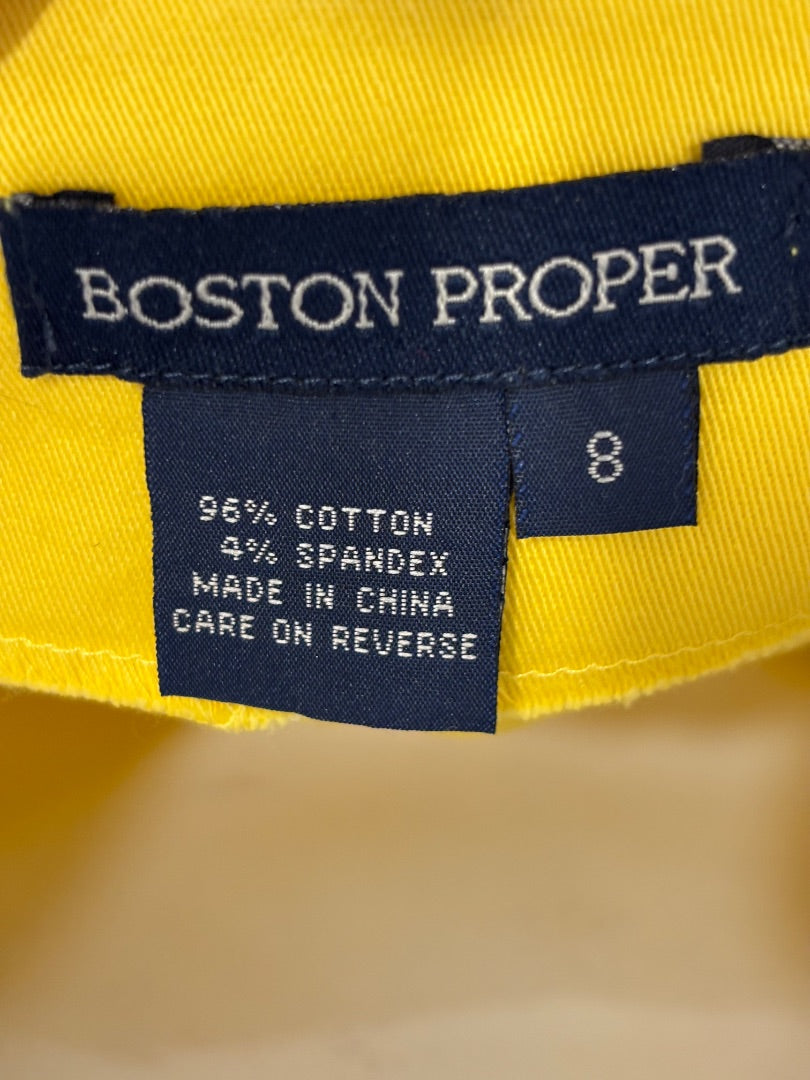 BOSTON PROPER
8
96% COTTON
4% SPANDEX
MADE IN CHINA
CARE ON REVERSE